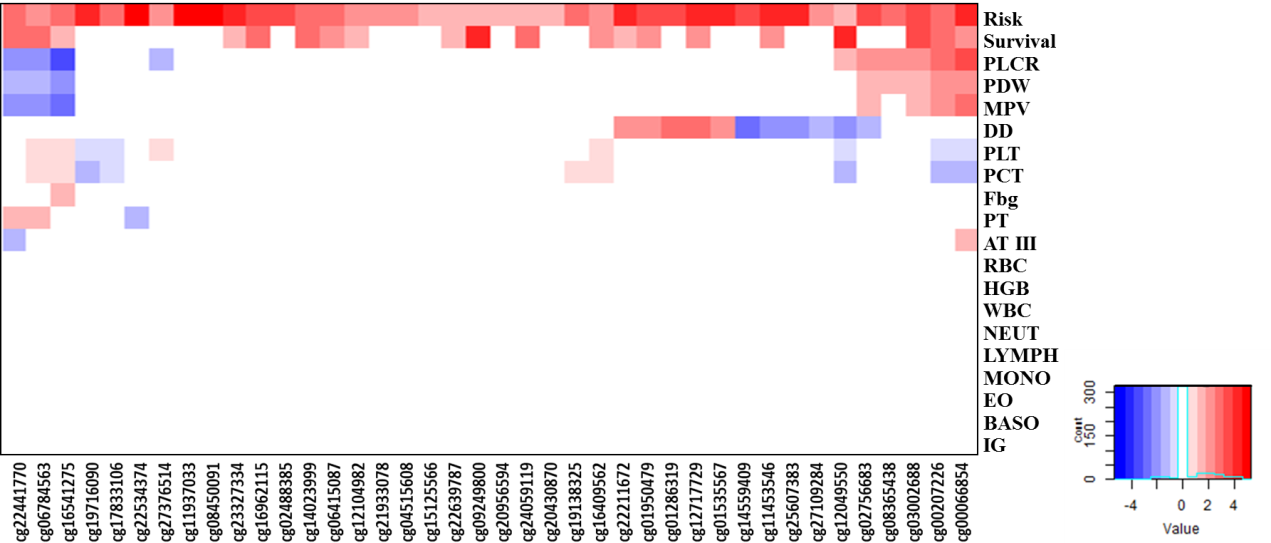 Risk
Survival
PLCR
PDW
MPV
DD
PLT
PCT
Fbg
PT
AT III
RBC
HGB
WBC
NEUT
LYMPH
MONO
EO
BASO
IG
cg22441770
cg06784563
cg16541275
cg19716090
cg17833106
cg22534374
cg27376514
cg11937033
cg08450091
cg23327334
cg16962115
cg02488385
cg14023999
cg06415087
cg12104982
cg21933078
cg04515608
cg15125566
cg22639787
cg09249800
cg20956594
cg24059119
cg20430870
cg19138325
cg16409562
cg22211672
cg01950479
cg01286319
cg12717729
cg01535567
cg14559409
cg11453546
cg25607383
cg27109284
cg12049550
cg02756683
cg08365438
cg03002688
cg00207226
cg00006854
300
150
0
Count
-4
0
2
4
Value